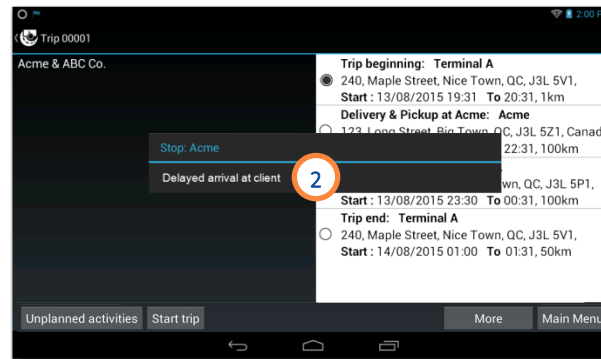 2:00 P
Trip 00001
Acme & ABC Co.
Trip beginning: Terminal A
240, Maple Street, Nice Town, QC, J3L 5V1,
Start : 13/08/2015 19:31 To 20:31, 1km
Delivery & Pickup at Acme: Acme
123, Long Street, Big Town, QC, J3L 5Z1, Canad
22:31, 100km
Stop: Acme
Delayed arrival at client
2
wn, QC, J3L 5P1,
Start : 13/08/2015 23:30 To 00:31, 100km
Trip end: Terminal A
240, Maple Street, Nice Town, QC, J3L 5V1,
Start : 14/08/2015 01:00 To 01:31, 50km
Unplanned activities
Start trip
More
Main Menu